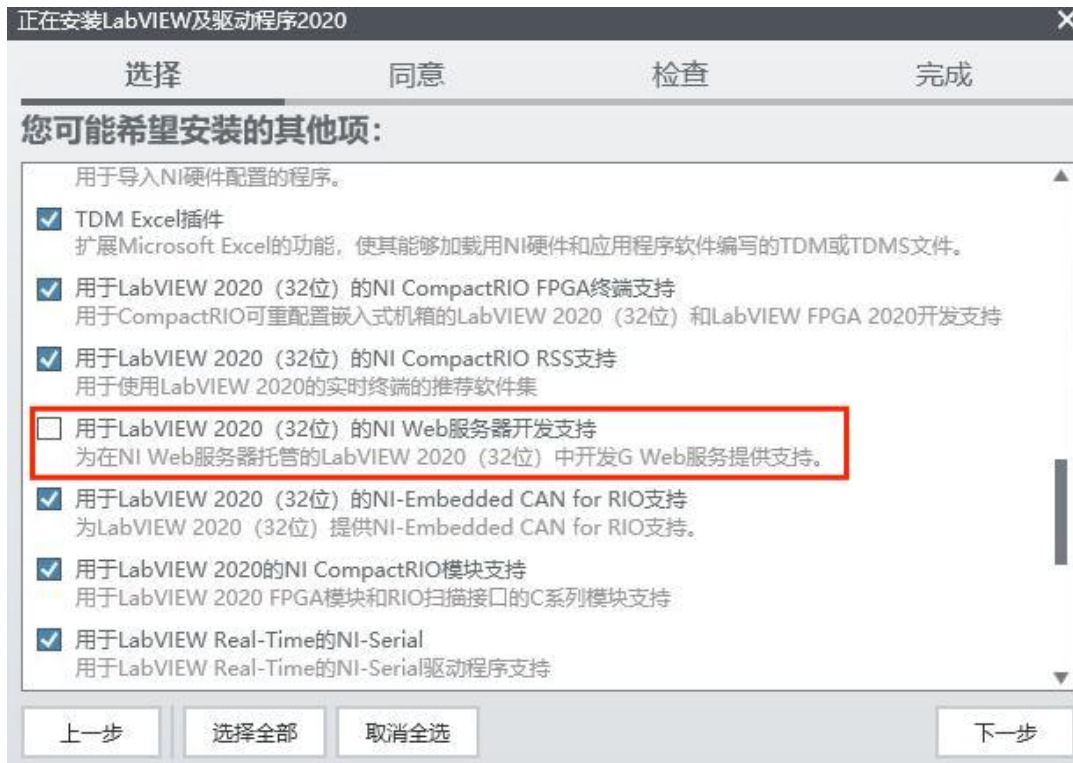 正在安装LabVIEW及驱动程序2020
选择
同意
检查
完成
您可能希望安装的其他项：
用于导入NI硬件配置的程序。
TDM Excel插件
扩展Microsoft Excel的功能，使其能够加载用NI硬件和应用程序软件编写的TDM或TDMS文件。
用于LabVIEW 2020（32位）的NI CompactRIO FPGA终端支持
用于CompactRIO可重配置嵌入式机箱的LabVIEW 2020（32位）和LabVIEW FPGA 2020开发支持
用于LabVIEW 2020（32位）的NI CompactRIO RSS支持
用于使用LabVIEW 2020的实时终端的推荐软件集
用于LabVIEW 2020（32位）的NI Web服务器开发支持
为在NI Web服务器托管的LabVIEW 2020（32位）中开发G Web服务提供支持。
用于LabVIEW 2020（32位）的NI-Embedded CAN for RIO支持
为LabVIEW 2020（32位）提供NI-Embedded CAN for RIO支持。
用于LabVIEW 2020的NI CompactRIO模块支持
用于LabVIEW 2020 FPGA模块和RIO扫描接口的C系列模块支持
用于LabVIEW Real-Time的NI-Serial
用于LabVIEW Real-Time的NI-Serial驱动程序支持
上一步
选择全部
取消全选
下一步